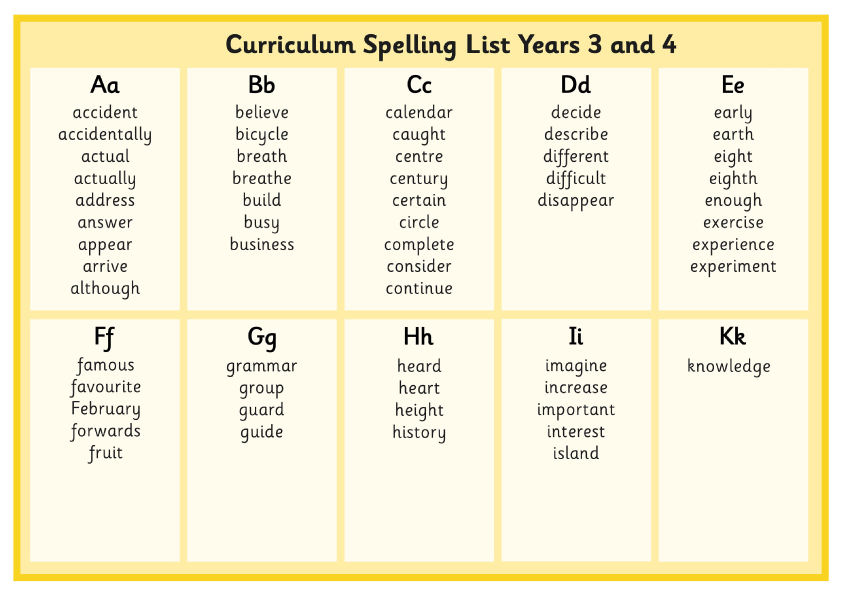 Curriculum Spelling List Years 3 and 4
Aa
accident
accidentally
actual
actually
address
answer
appear
arrive
although
Bb
believe
bicycle
breath
breathe
build
busy
business
Cc
calendar
caught
centre
century
certain
circle
complete
consider
continue
Dd
decide
describe
different
difficult
disappear
Ee
early
earth
eight
eighth
enough
exercise
experience
experiment
Ff
famous
favourite
February
forwards
fruit
Gg
grammar
group
guard
guide
Hh
heard
heart
height
history
Ii
imagine
increase
important
interest
island
Kk
knowledge